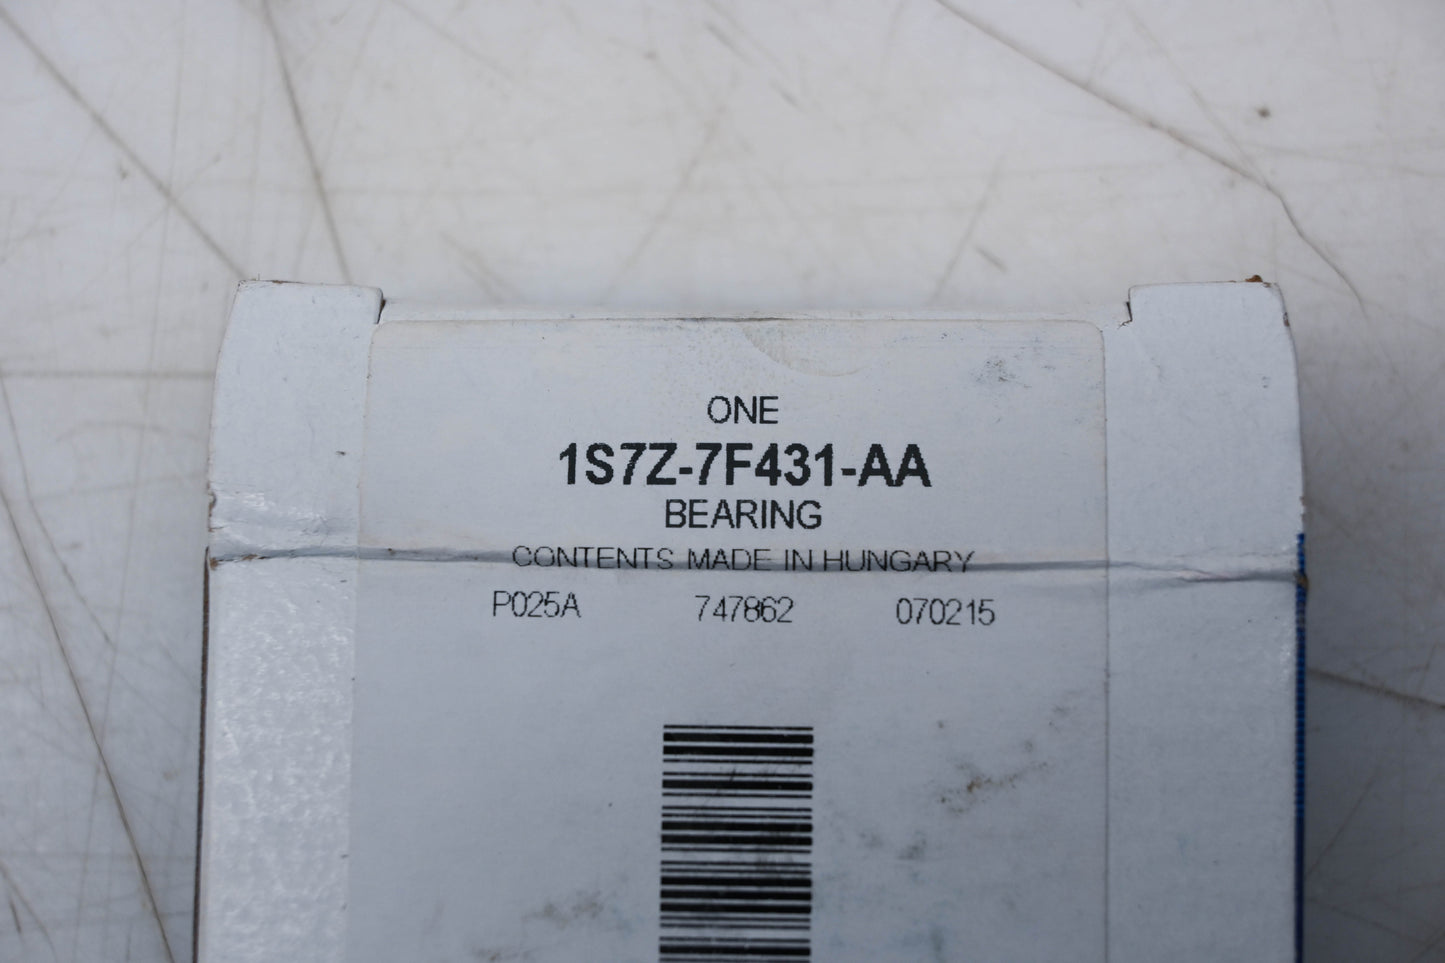 ONE
1S7Z-7F431-AA
BEARING
CONTENTS MADE IN HUNGARY
P025A 747862 070215